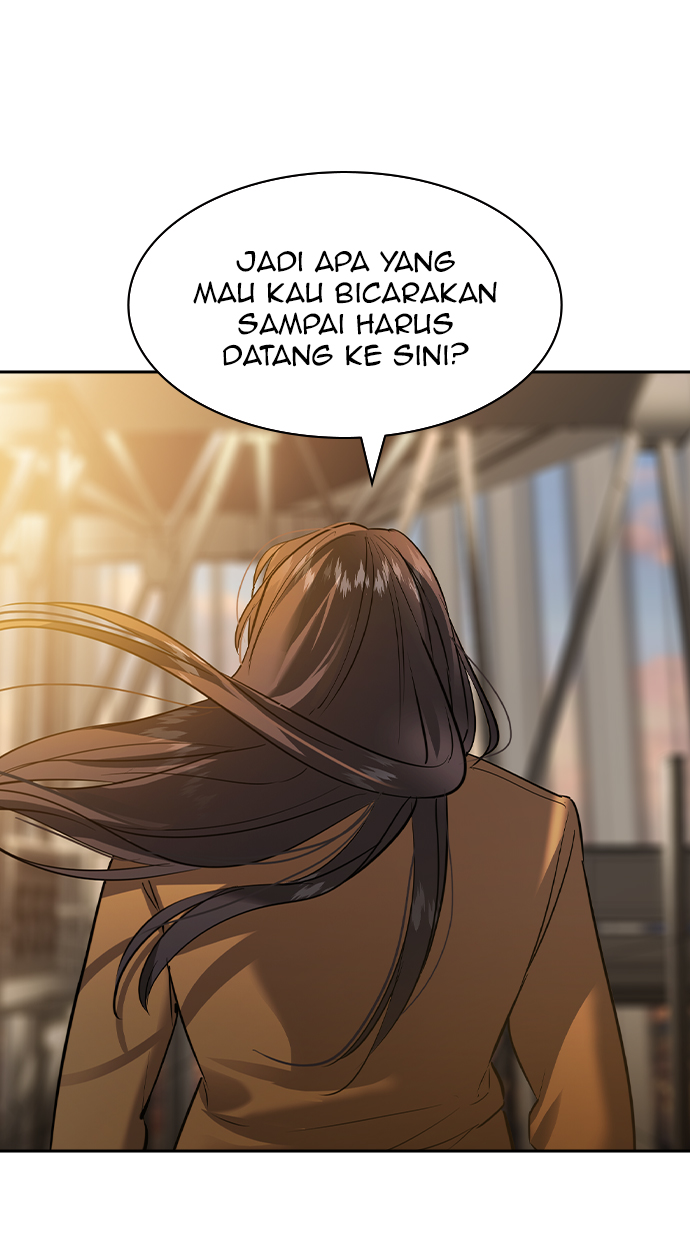 JADI APA YANG
MAU KAU BICARAKAN
SAMPAI HARUS
DATANG KE SINI?